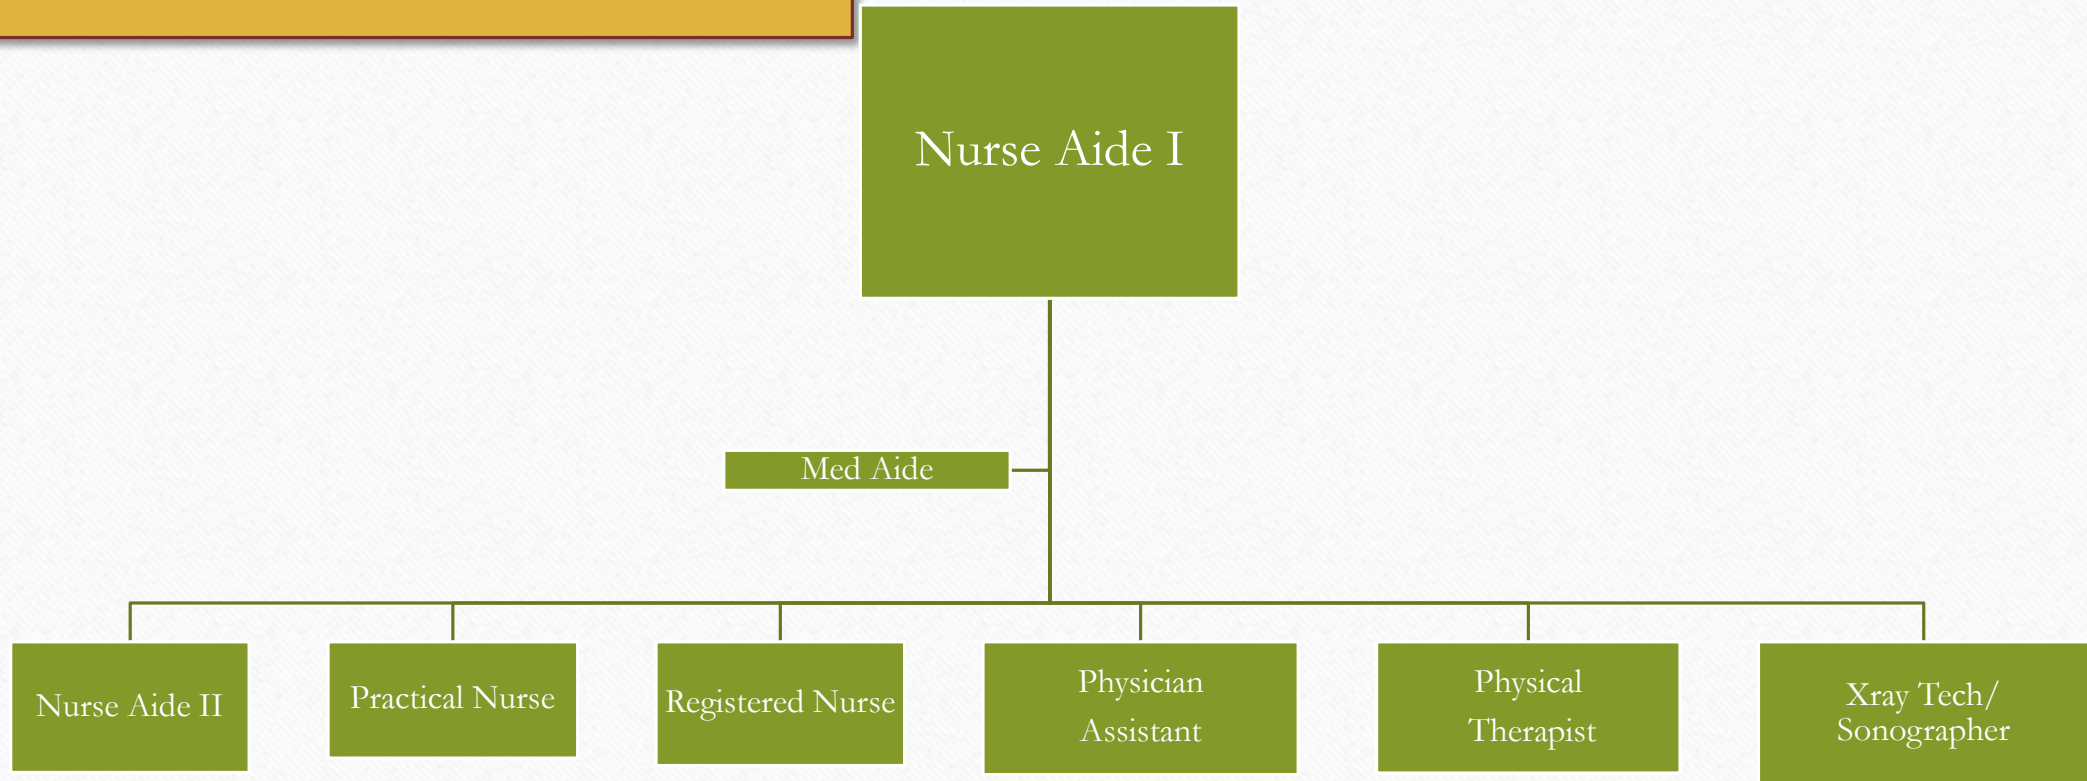 Nurse Aide I
Med Aide
Nurse Aide II
Practical Nurse
Registered Nurse
Physician
Assistant
Physical
Therapist
Xray Tech/
Sonographer